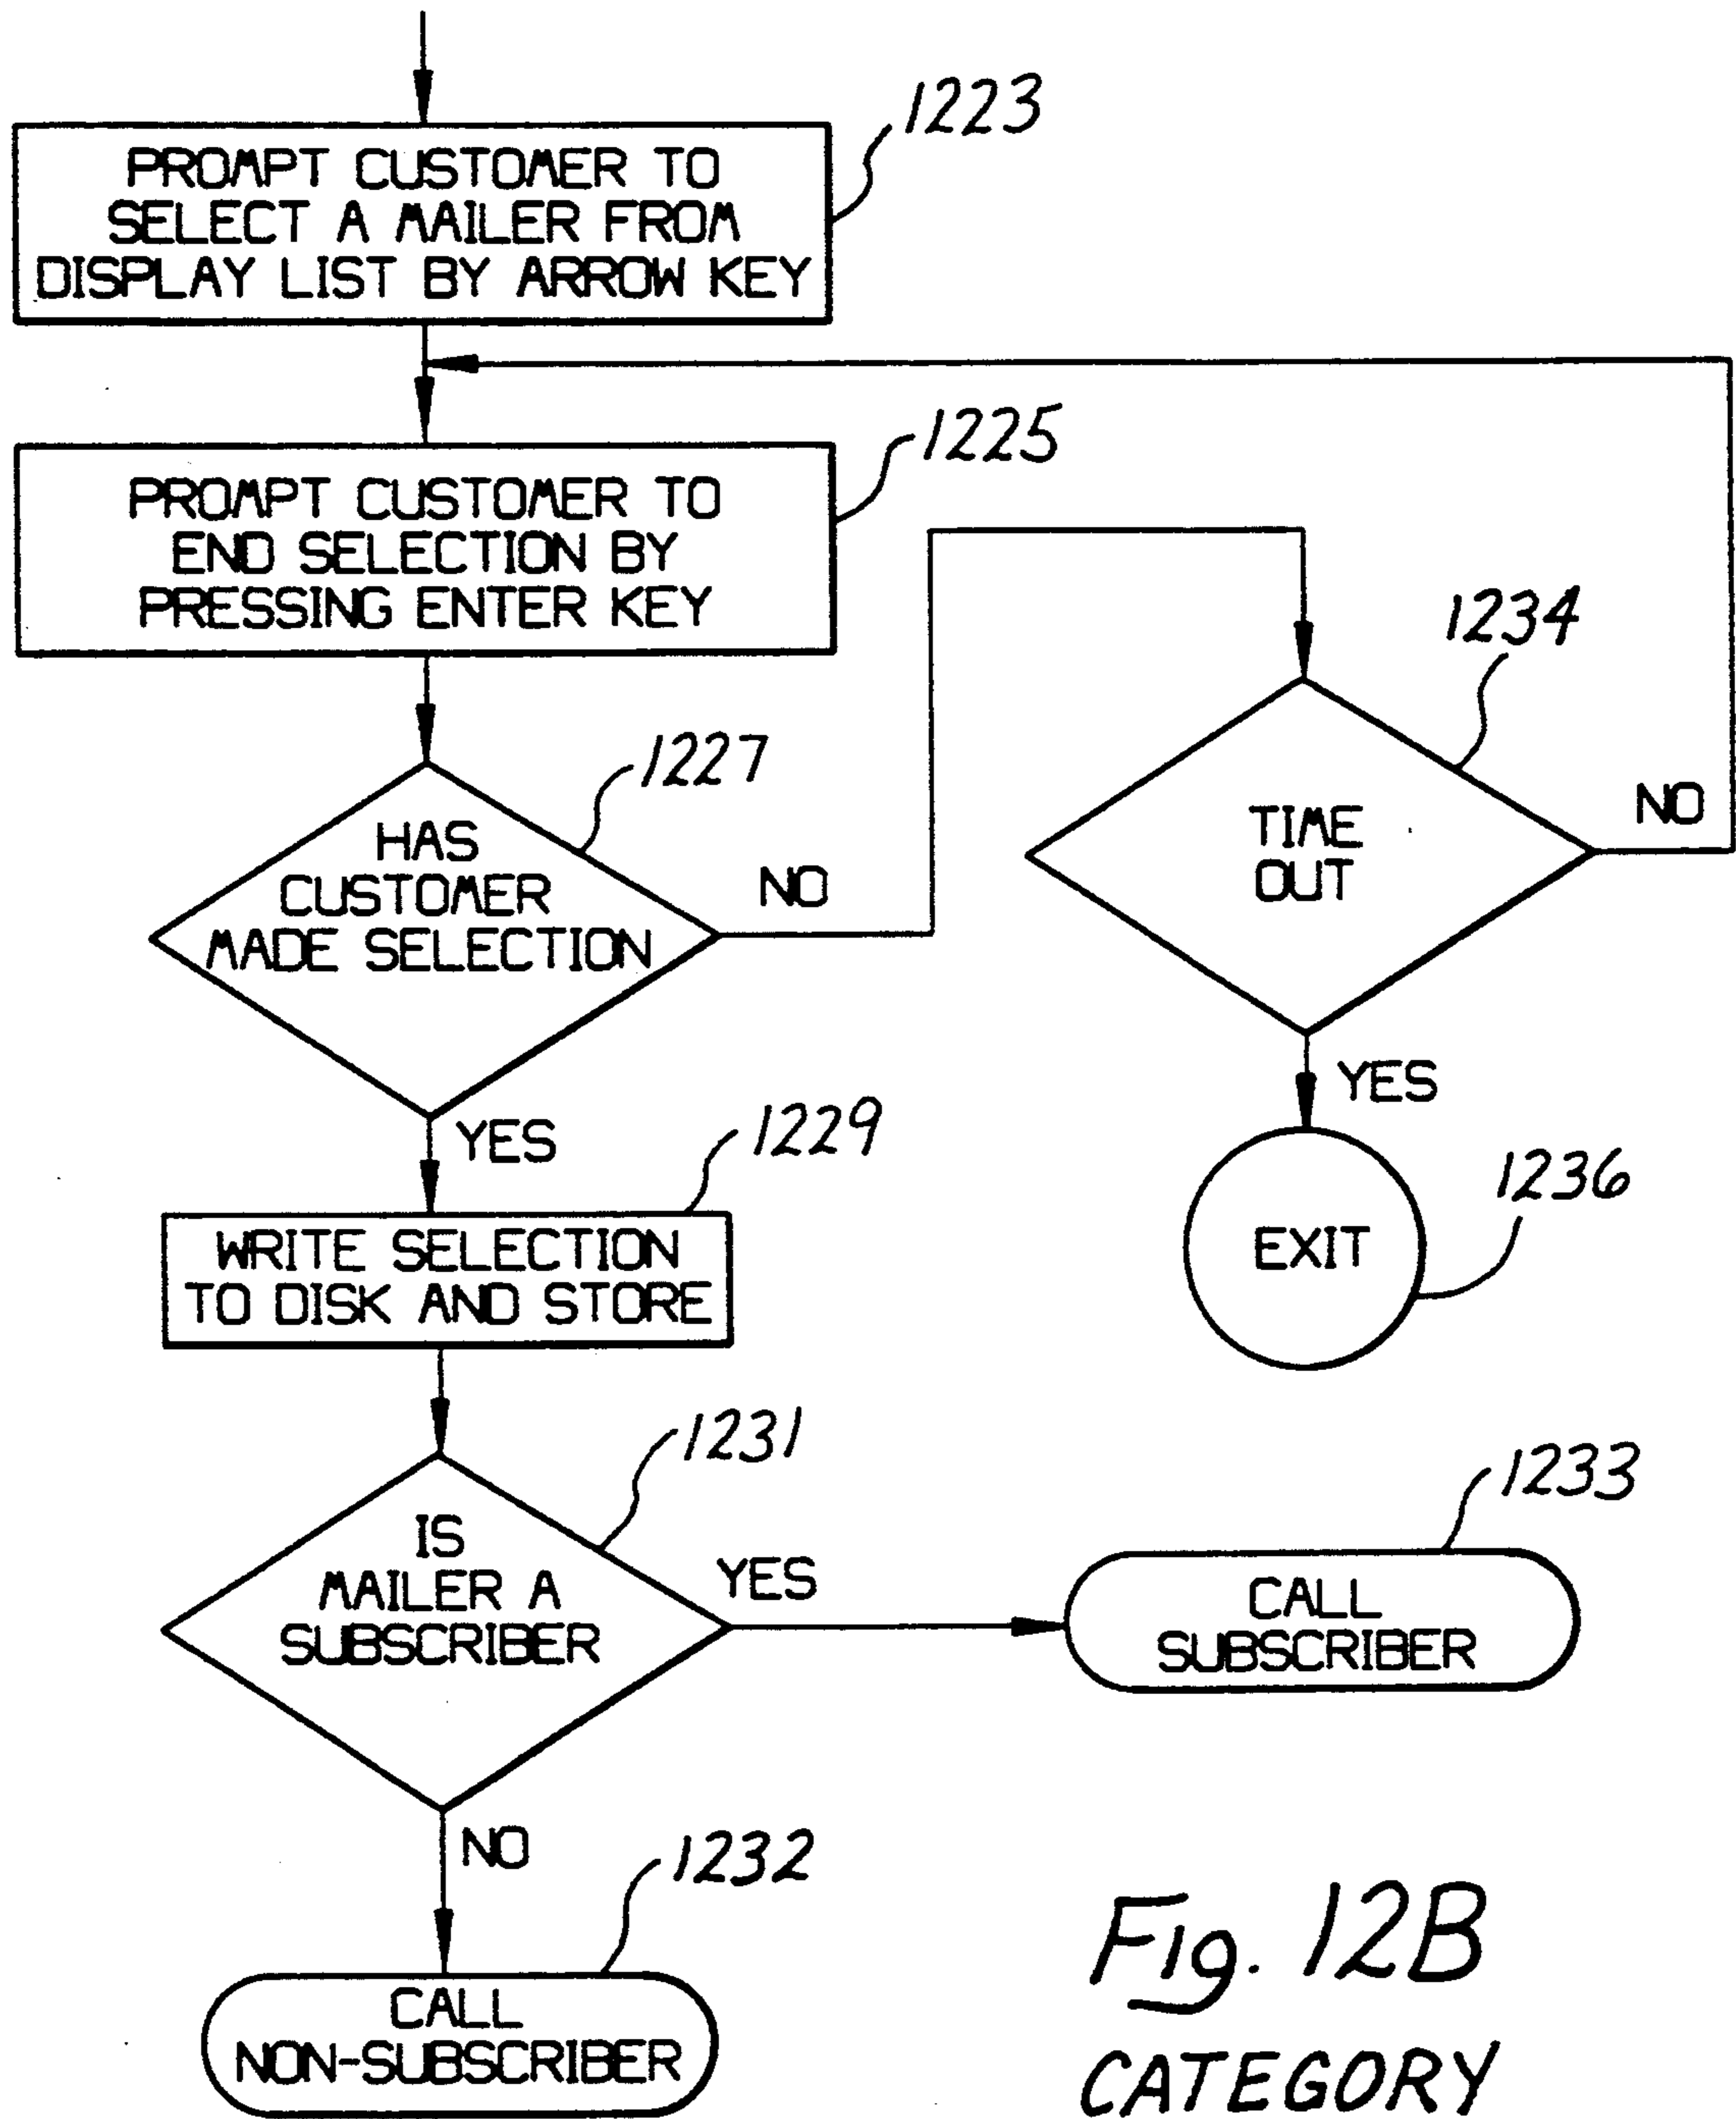 1223
PROMPT CUSTOMER TO
SELECT A MAILER FROM
DISPLAY LIST BY ARROW KEY
1225
PROMPT CUSTOMER TO
END SELECTION BY
PRESSING ENTER KEY
1227
HAS
CUSTOMER
MADE SELECTION
NO
1234
TIME
OUT
NO
YES
1236
EXIT
YES
1229
WRITE SELECTION
TO DISK AND STORE
1231
IS
MAILER A
SUBSCRIBER
YES
1233
CALL
SUBSCRIBER
NO
1232
CALL
NON-SUBSCRIBER
Fig. 12B
CATEGORY